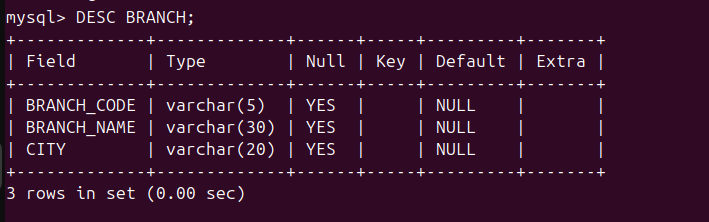 mysql> DESC BRANCH;
+-------------+-------------+------+-----+---------+-------+
| Field       | Type        | Null | Key | Default | Extra |
+-------------+-------------+------+-----+---------+-------+
| BRANCH_CODE | varchar(5)  | YES  |     | NULL    |       |
| BRANCH_NAME | varchar(30) | YES  |     | NULL    |       |
| CITY        | varchar(20) | YES  |     | NULL    |       |
+-------------+-------------+------+-----+---------+-------+
3 rows in set (0.00 sec)